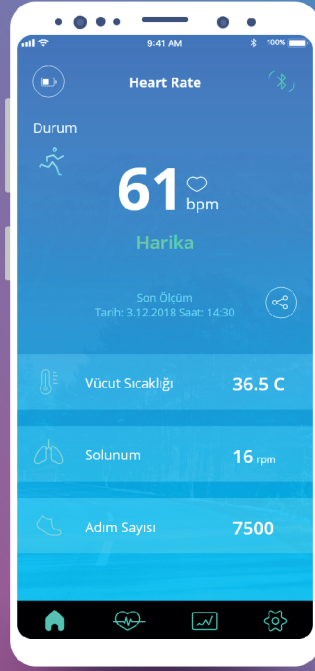 9:41 AM 100%
Heart Rate
Durum
61 bpm
Harika
Son Ölçüm
Tarih: 3.12.2018 Saat: 14:30
Vücut Sıcaklığı 36.5 C
Solunum 16 rpm
Adım Sayısı 7500